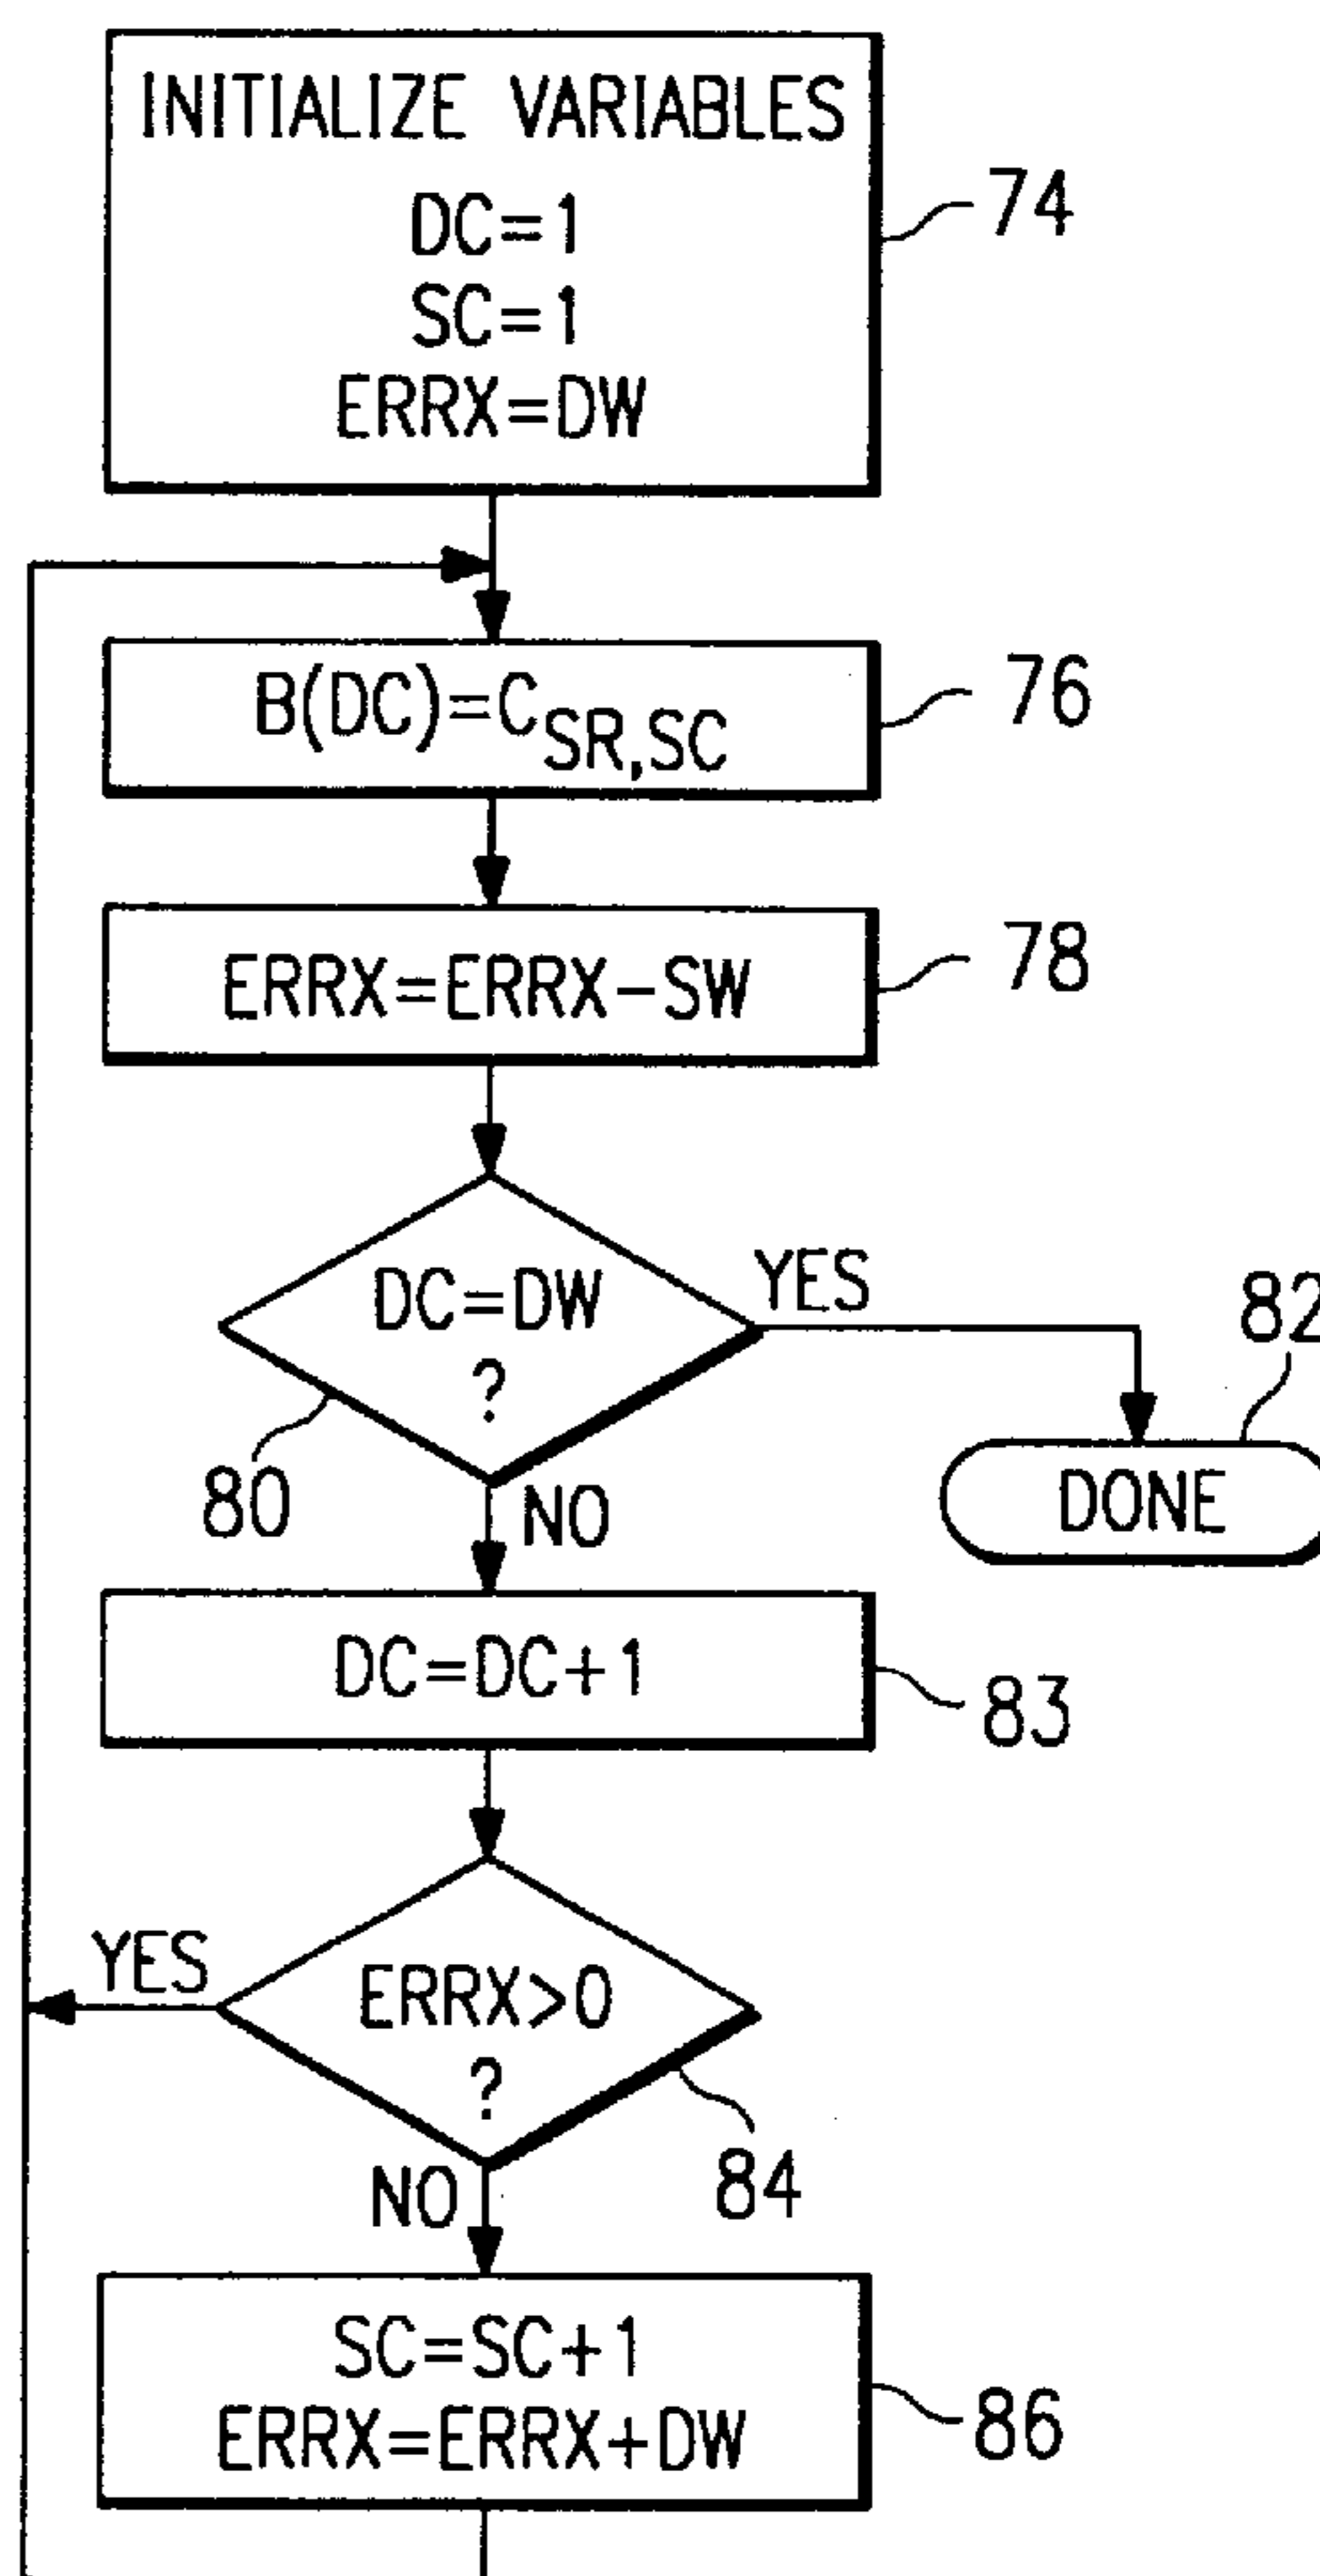 INITIALIZE VARIABLES
DC=1
SC=1
ERRX=DW
74
B(DC)=C SR,SC
76
ERRX=ERRX-SW
78
DC=DW
?
YES
80
NO
82
DONE
DC=DC+1
83
ERRX>0
?
YES
84
NO
SC=SC+1
ERRX=ERRX+DW
86